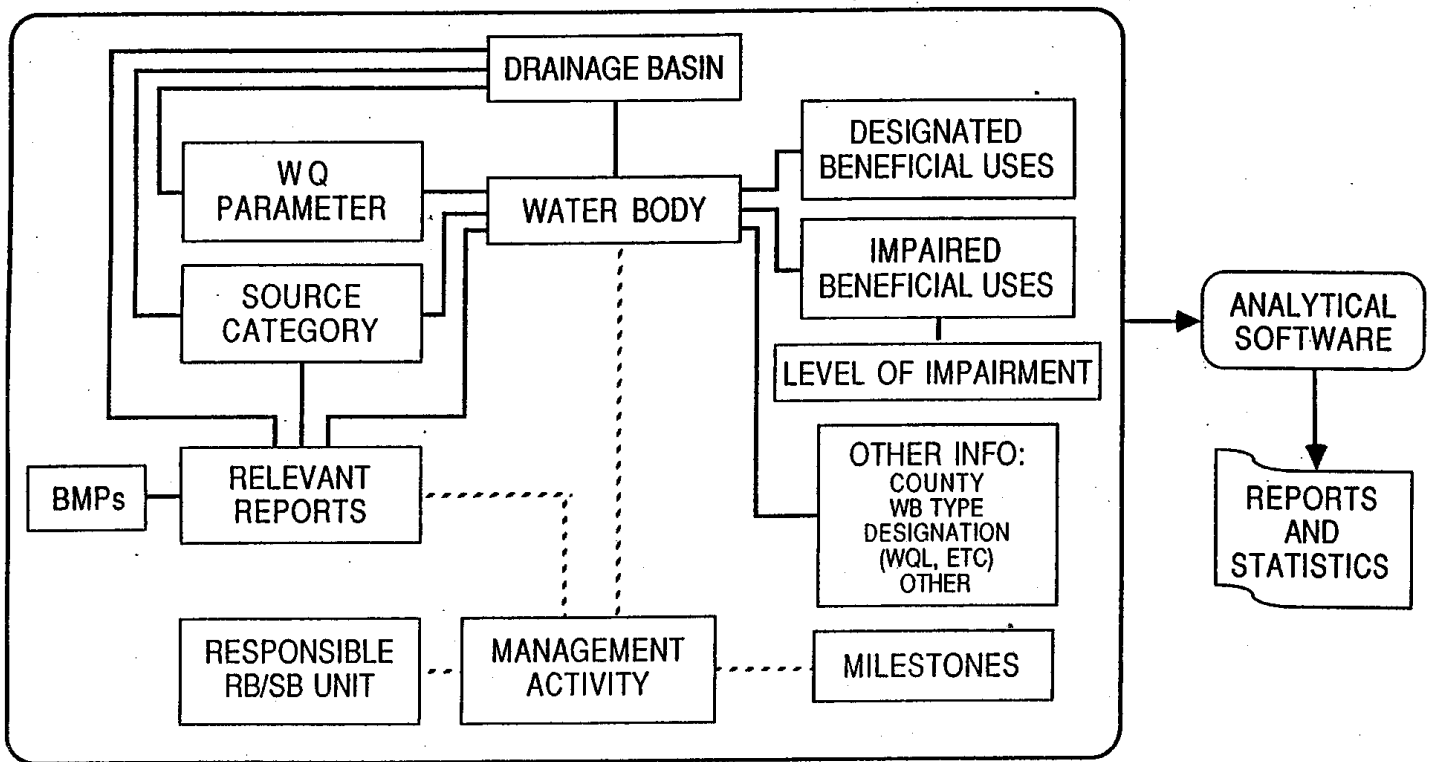 DRAINAGE BASIN
WQ
PARAMETER
WATER BODY
DESIGNATED
BENEFICIAL USES
IMPAIRED
BENEFICIAL USES
SOURCE
CATEGORY
LEVEL OF IMPAIRMENT
ANALYTICAL
SOFTWARE
BMPs
RELEVANT
REPORTS
OTHER INFO:
COUNTY
WB TYPE
DESIGNATION
(WQL, ETC)
OTHER
REPORTS
AND
STATISTICS
RESPONSIBLE
RB/SB UNIT
MANAGEMENT
ACTIVITY
MILESTONES